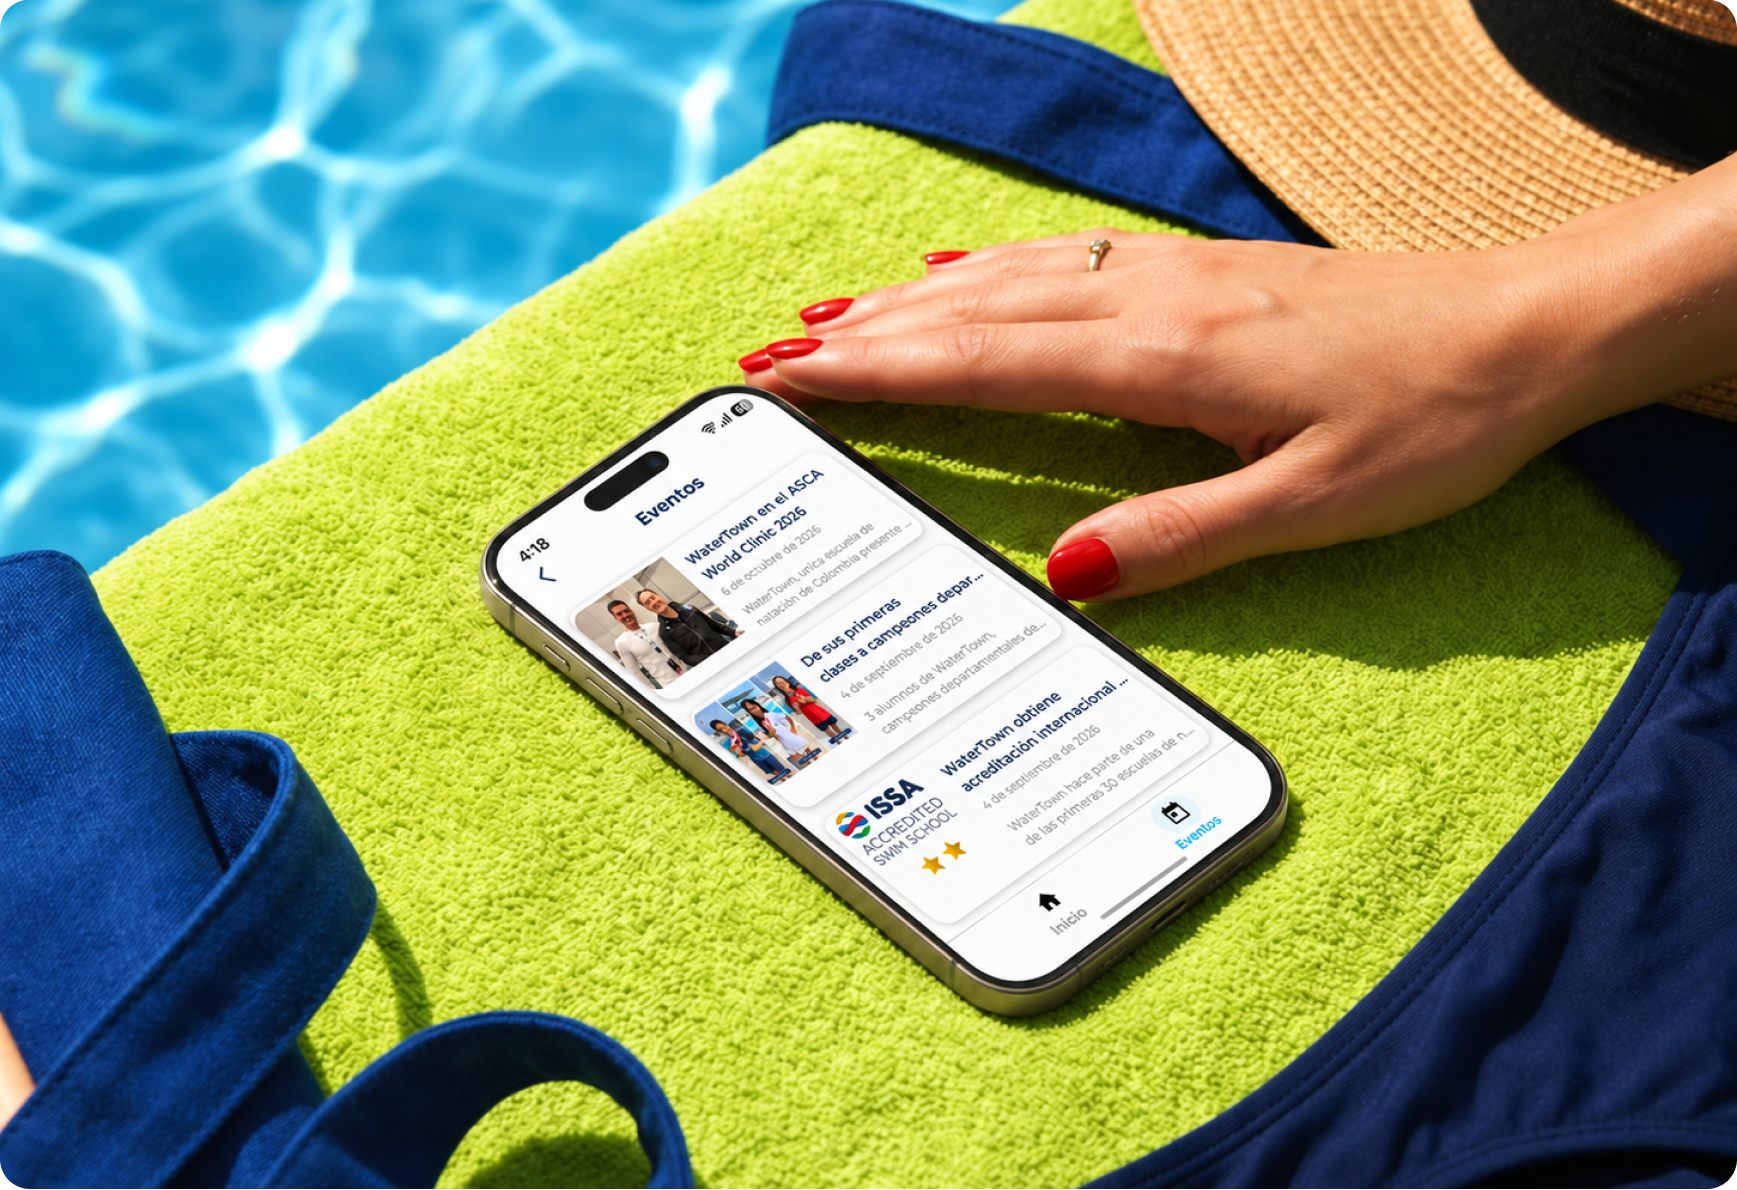 4:18
60
Eventos
WaterTown en el ASCA
World Clinic 2026
6 de octubre de 2026
WaterTown, unica escuela de
natación de Colombia presente ...
De sus primeras
clases a campeones depar...
4 de septiembre de 2026
3 alumnos de WaterTown,
campeones departamentales de...
ISSA
ACCREDITED
SWIM SCHOOL
WaterTown obtiene
acreditación internacional ...
4 de septiembre de 2026
WaterTown hace parte de una
de las primeras 30 escuelas de n...
Inicio
Eventos